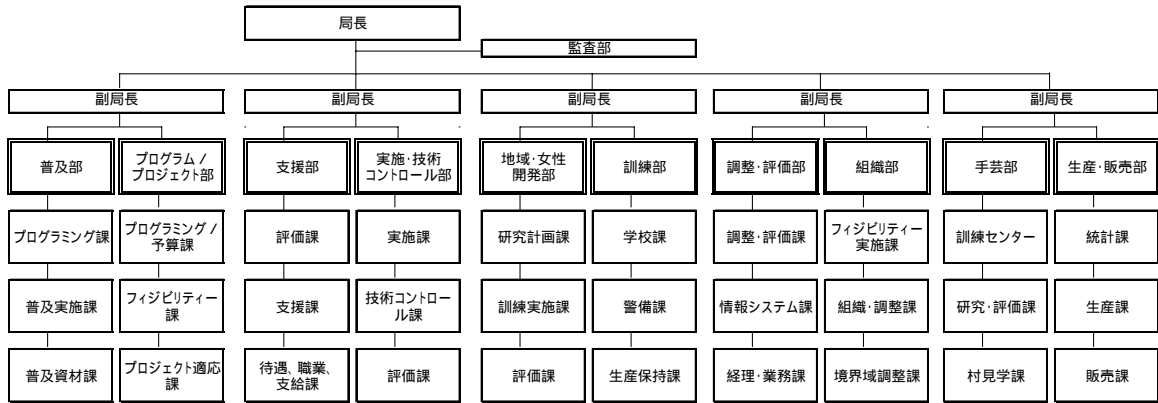 局長
監査部
副局長
副局長
副局長
副局長
副局長
普及部
プログラム /
プロジェクト部
支援部
実施・技術
コントロール部
地域・女性
開発部
訓練部
調整・評価部
組織部
手芸部
生産・販売部
プログラミング課
プログラミング /
予算課
評価課
実施課
研究計画課
学校課
調整・評価課
フィジビリティー
実施課
訓練センター
統計課
普及実施課
フィジビリティー
課
支援課
技術コントロー
ル課
訓練実施課
警備課
情報システム課
組織・調整課
研究・評価課
生産課
普及資材課
プロジェクト適応
課
待遇、職業、
支給課
評価課
評価課
生産保持課
経理・業務課
境界域調整課
村見学課
販売課